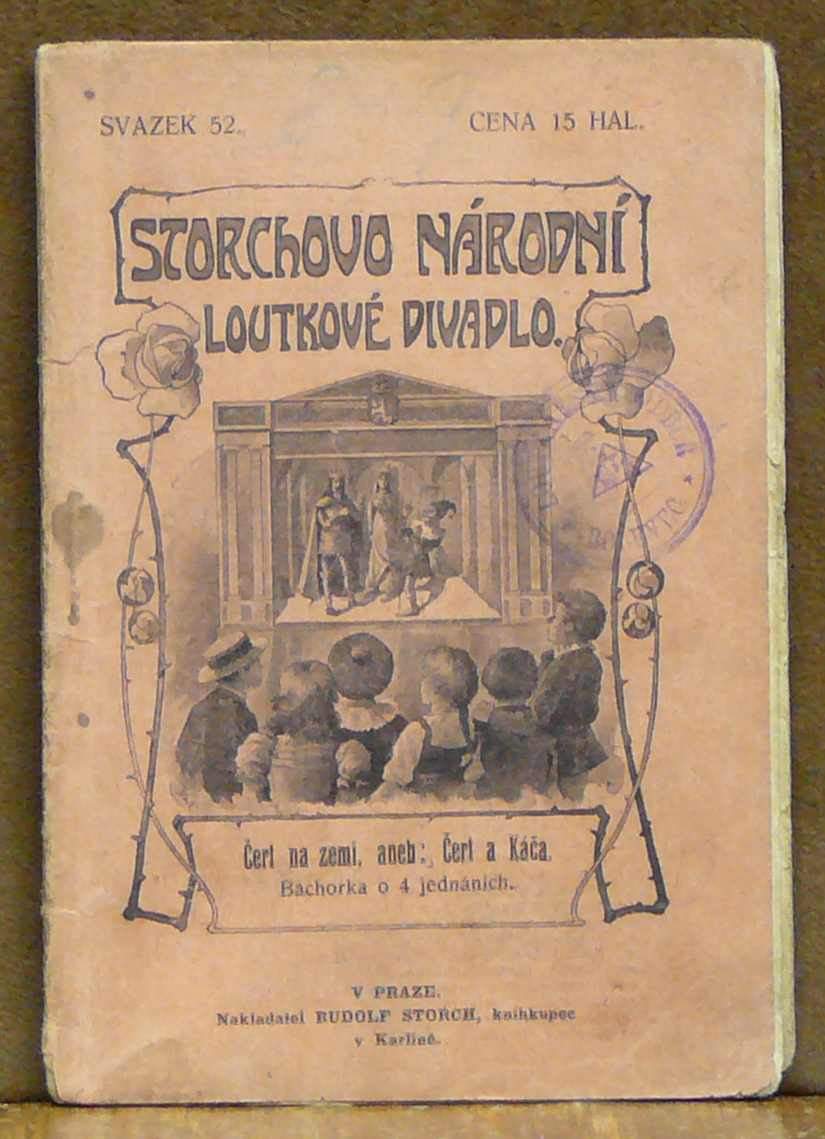 SVAZEK 52.
CENA 15 HAL.
STORCHOVO NÁRODNÍ
LOUTKOVÉ DIVADLO.
Čert na zemi, aneb: Čert a Káča.
Báchorka o 4 jednáních.
V PRAZE.
Nakladatel RUDOLF STORCH, knihkupec
v Karlíně.